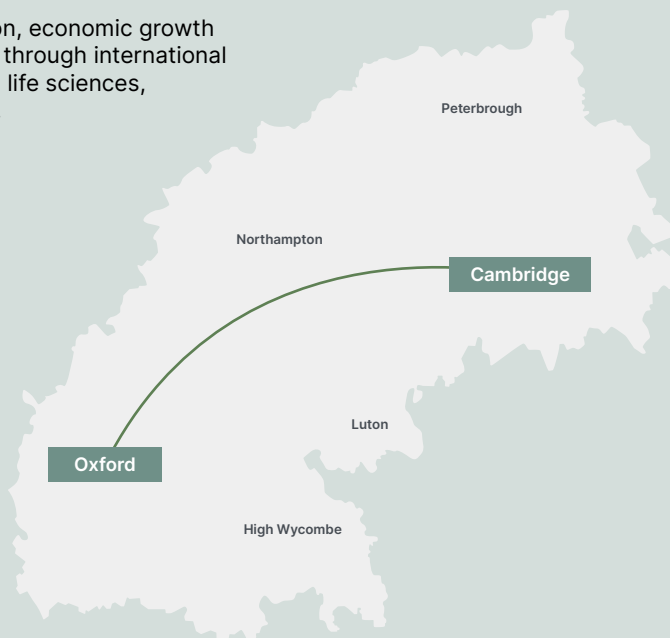 on, economic growth
through international
life sciences,
Peterbrough
Northampton
Cambridge
Luton
Oxford
High Wycombe